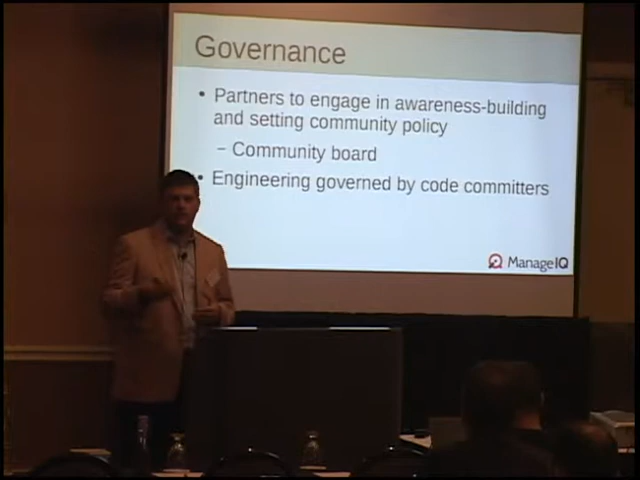 Governance
• Partners to engage in awareness-building
and setting community policy
– Community board
• Engineering governed by code committers
ManageIQ